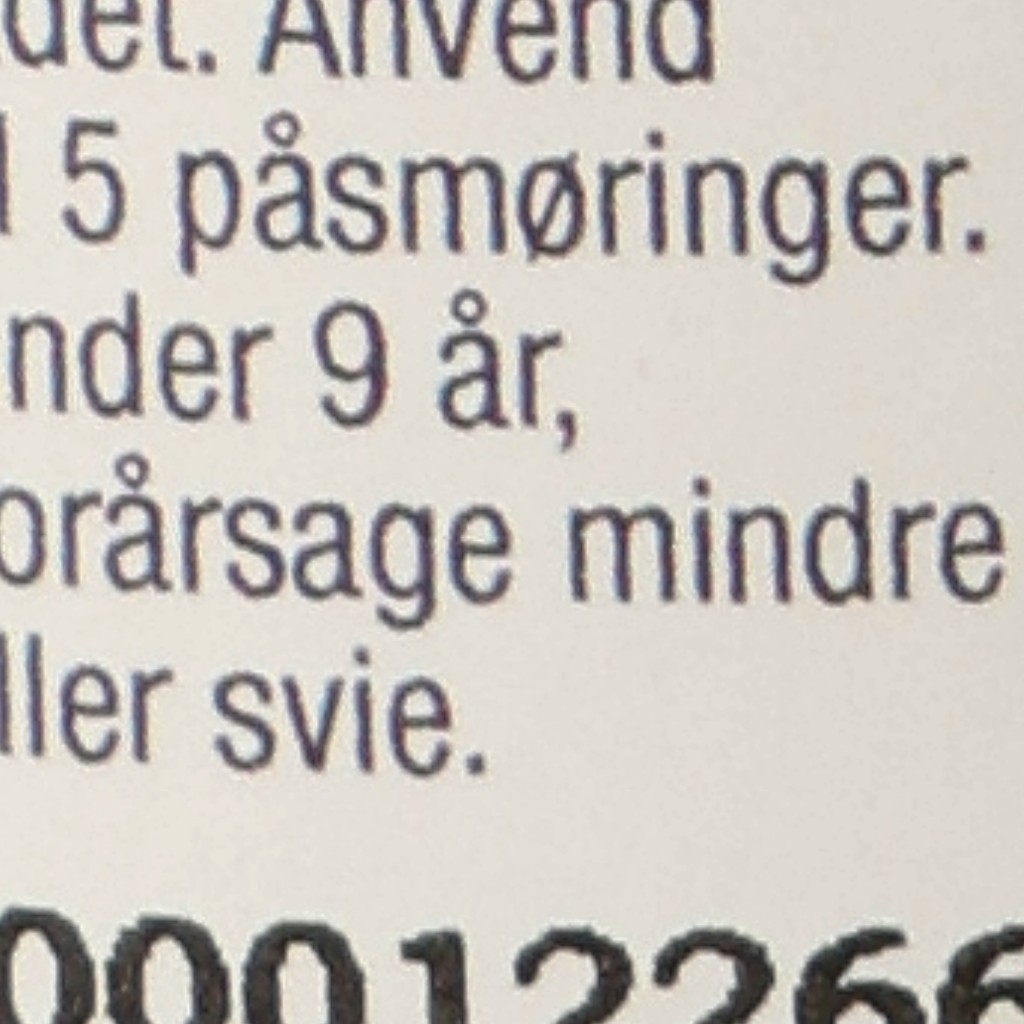 det. Anvend
5 påsmøringer.
nder 9 år,
orårsage mindre
ller svie.
00012266